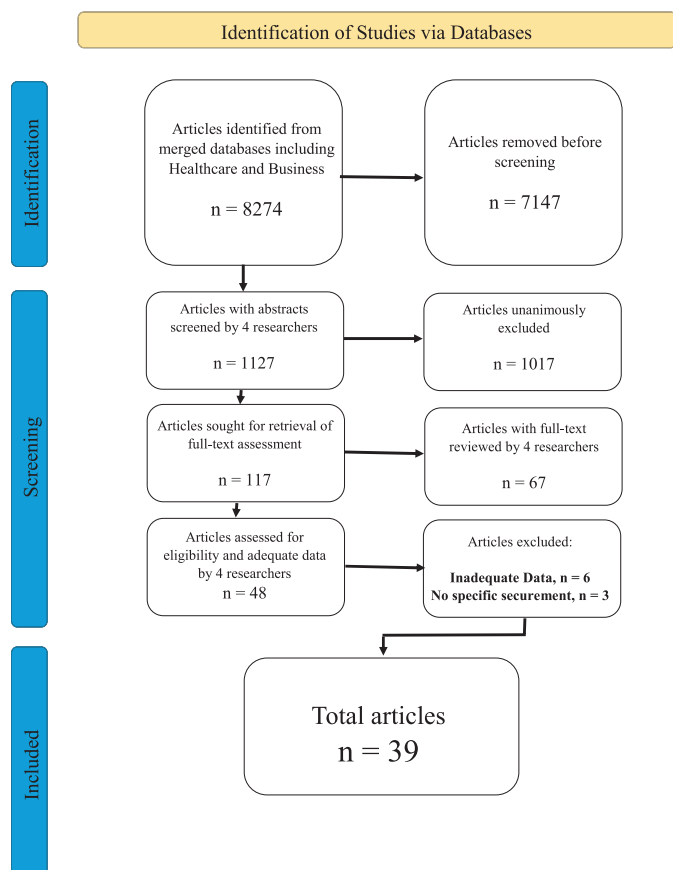 Identification of Studies via Databases
Identification
Articles identified from
merged databases including
Healthcare and Business
n = 8274
Articles removed before
screening
n = 7147
Screening
Articles with abstracts
screened by 4 researchers
n = 1127
Articles unanimously
excluded
n = 1017
Articles sought for retrieval of
full-text assessment
n = 117
Articles with full-text
reviewed by 4 researchers
n = 67
Articles assessed for
eligibility and adequate data
by 4 researchers
n = 48
Articles excluded:
Inadequate Data, n = 6
No specific securement, n = 3
Included
Total articles
n = 39